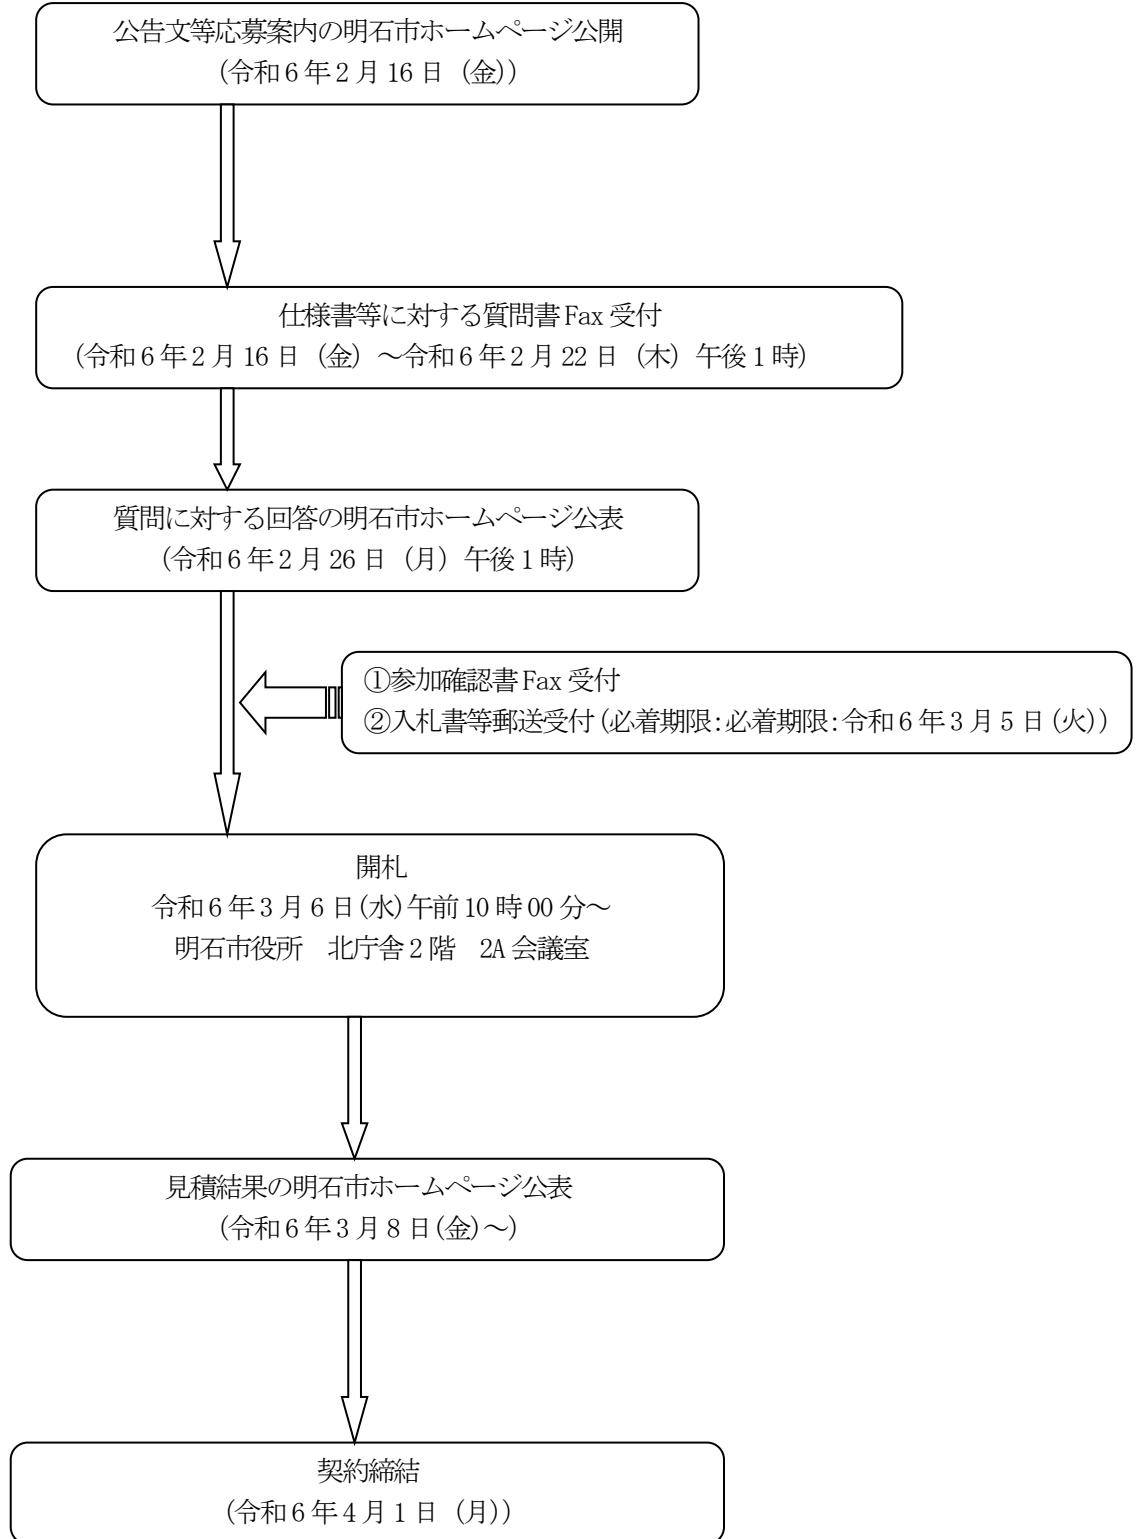 公告文等応募案内の明石市ホームページ公開
（令和６年２月16日（金））
仕様書等に対する質問書Fax受付
（令和６年２月16日（金）～令和６年２月22日（木）午後１時）
質問に対する回答の明石市ホームページ公表
（令和６年２月26日（月）午後１時）
①参加確認書Fax受付
②入札書等郵送受付(必着期限:必着期限:令和６年３月５日(火))
開札
令和６年３月６日(水)午前10時00分～
明石市役所　北庁舎２階　2A会議室
見積結果の明石市ホームページ公表
（令和６年３月８日(金)～）
契約締結
（令和６年４月１日（月））